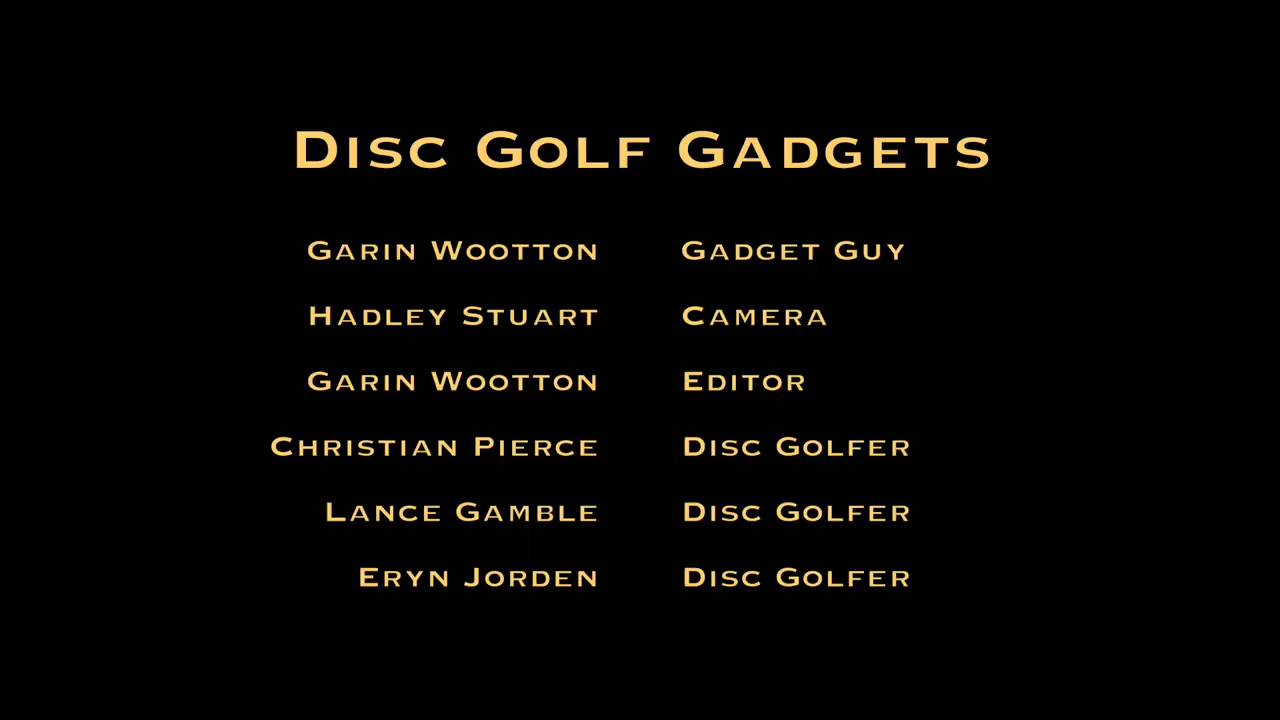 Disc Golf Gadgets
Garin Wootton Gadget Guy
Hadley Stuart Camera
Garin Wootton Editor
Christian Pierce Disc Golfer
Lance Gamble Disc Golfer
Eryn Jorden Disc Golfer